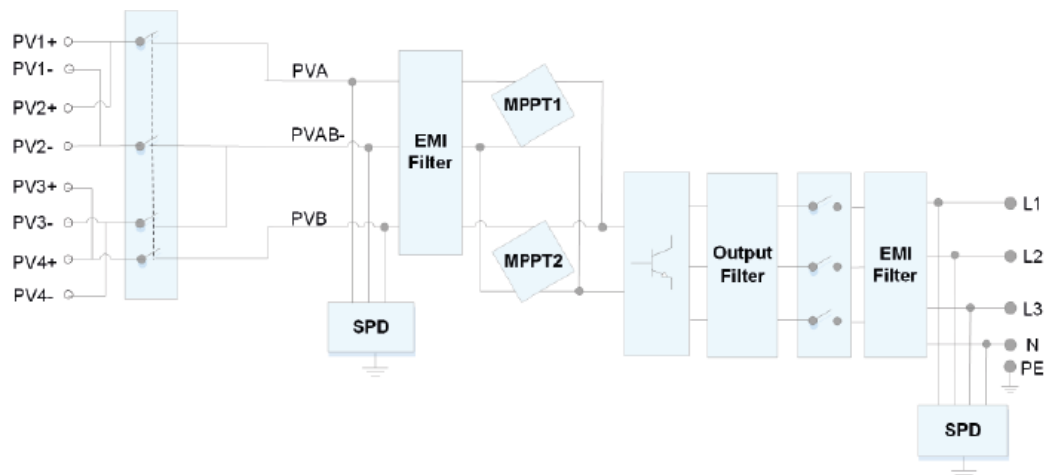 PV1+
PV1-
PV2+
PV2-
PV3+
PV3-
PV4+
PV4-
PVA
PVAB-
PVB
EMI
Filter
SPD
MPPT1
MPPT2
Output
Filter
EMI
Filter
L1
L2
L3
N
PE
SPD